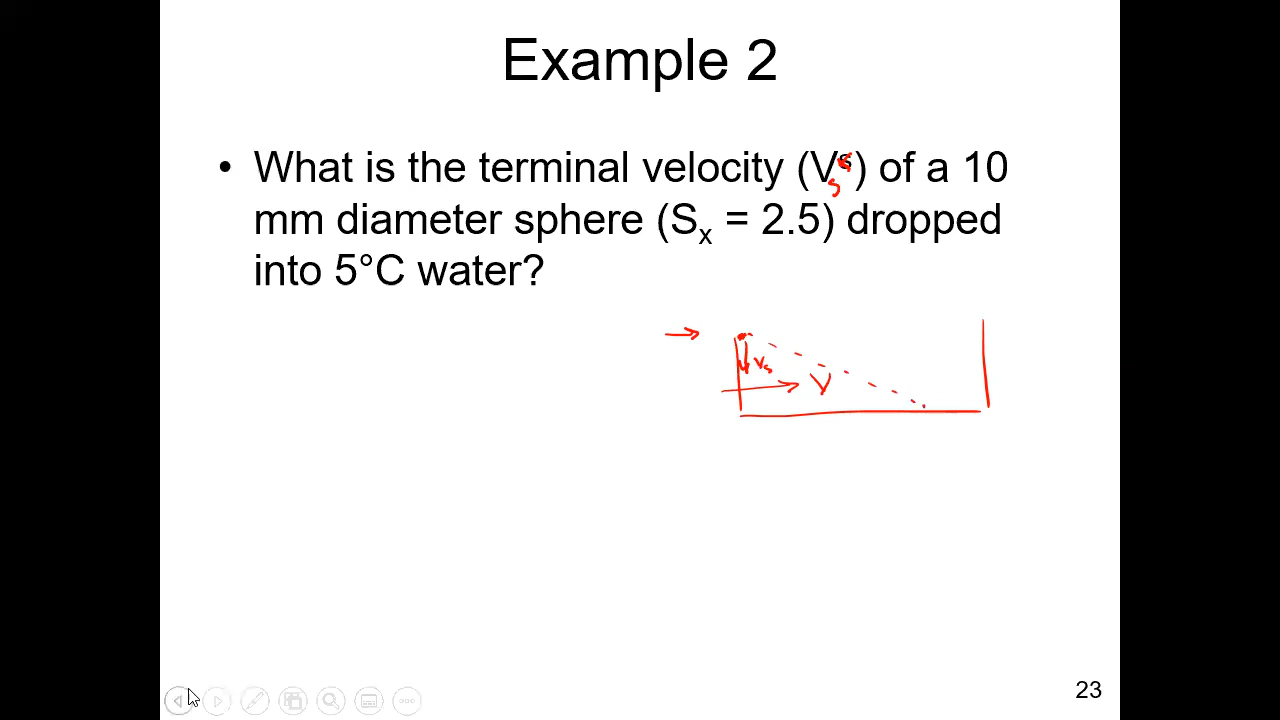 Example 2
• What is the terminal velocity (Vs) of a 10
mm diameter sphere (Sx = 2.5) dropped
into 5°C water?
Vs
V
23